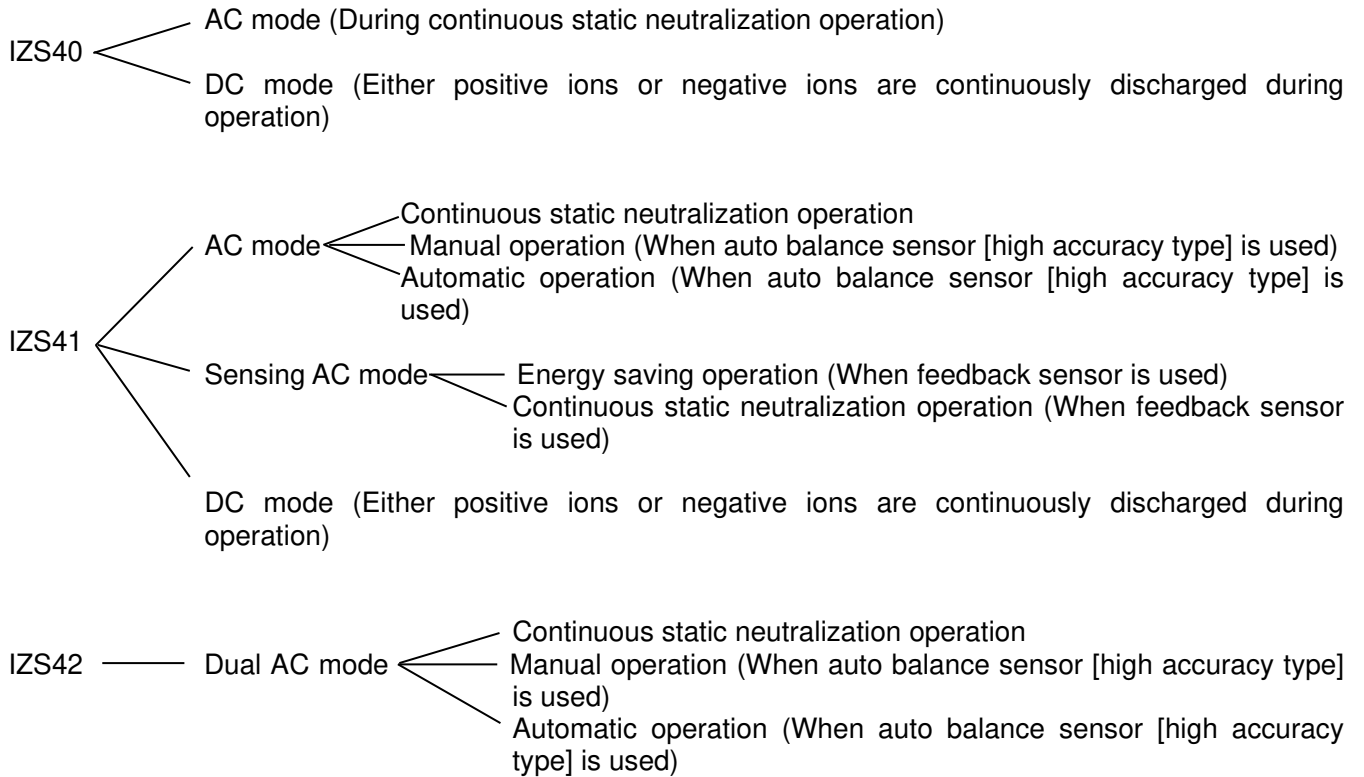 IZS40
AC mode (During continuous static neutralization operation)
DC mode (Either positive ions or negative ions are continuously discharged during
operation)
IZS41
AC mode
Continuous static neutralization operation
Manual operation (When auto balance sensor [high accuracy type] is used)
Automatic operation (When auto balance sensor [high accuracy type] is
used)
Sensing AC mode
Energy saving operation (When feedback sensor is used)
Continuous static neutralization operation (When feedback sensor
is used)
DC mode (Either positive ions or negative ions are continuously discharged during
operation)
IZS42
Dual AC mode
Continuous static neutralization operation
Manual operation (When auto balance sensor [high accuracy type]
is used)
Automatic operation (When auto balance sensor [high accuracy
type] is used)